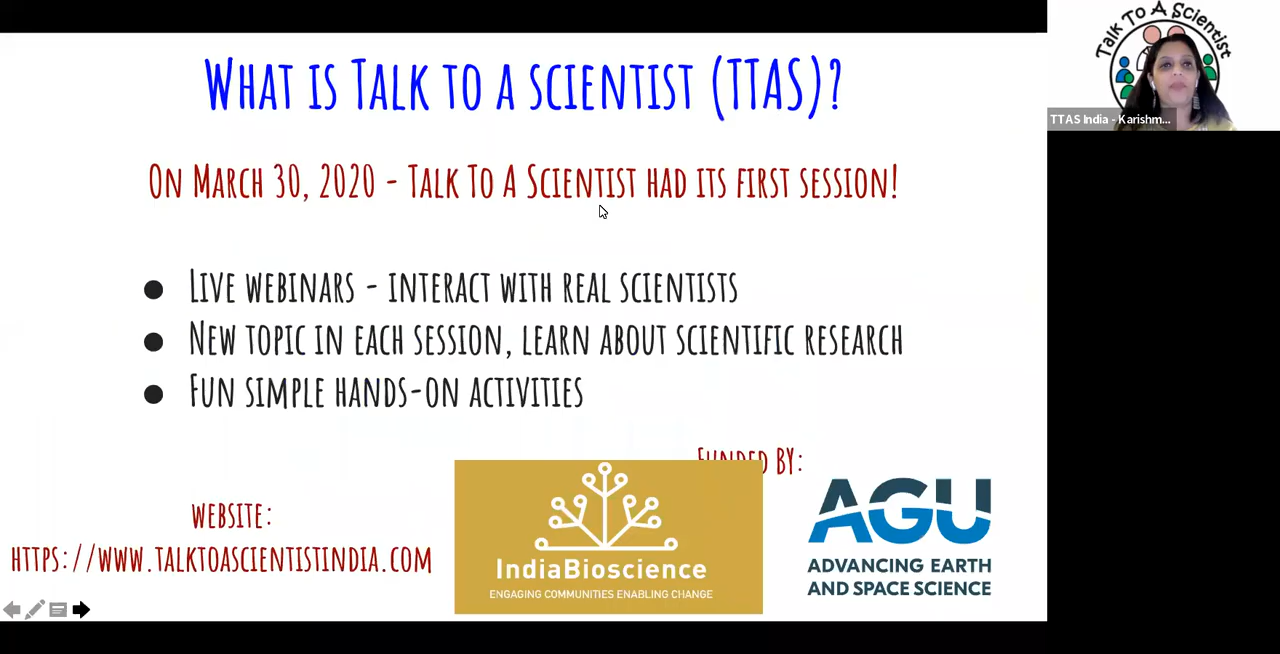 What is Talk to a scientist (TTAS)?
On March 30, 2020 - Talk To A Scientist had its first session!
● Live webinars - interact with real scientists
● New topic in each session, learn about scientific research
● Fun simple hands-on activities
Funded by:
website:
https://www.talktoascientistindia.com
IndiaBioscience
ENGAGING COMMUNITIES ENABLING CHANGE
AGU
ADVANCING EARTH
AND SPACE SCIENCE
Talk To A Scientist
TTAS India - Karishm...